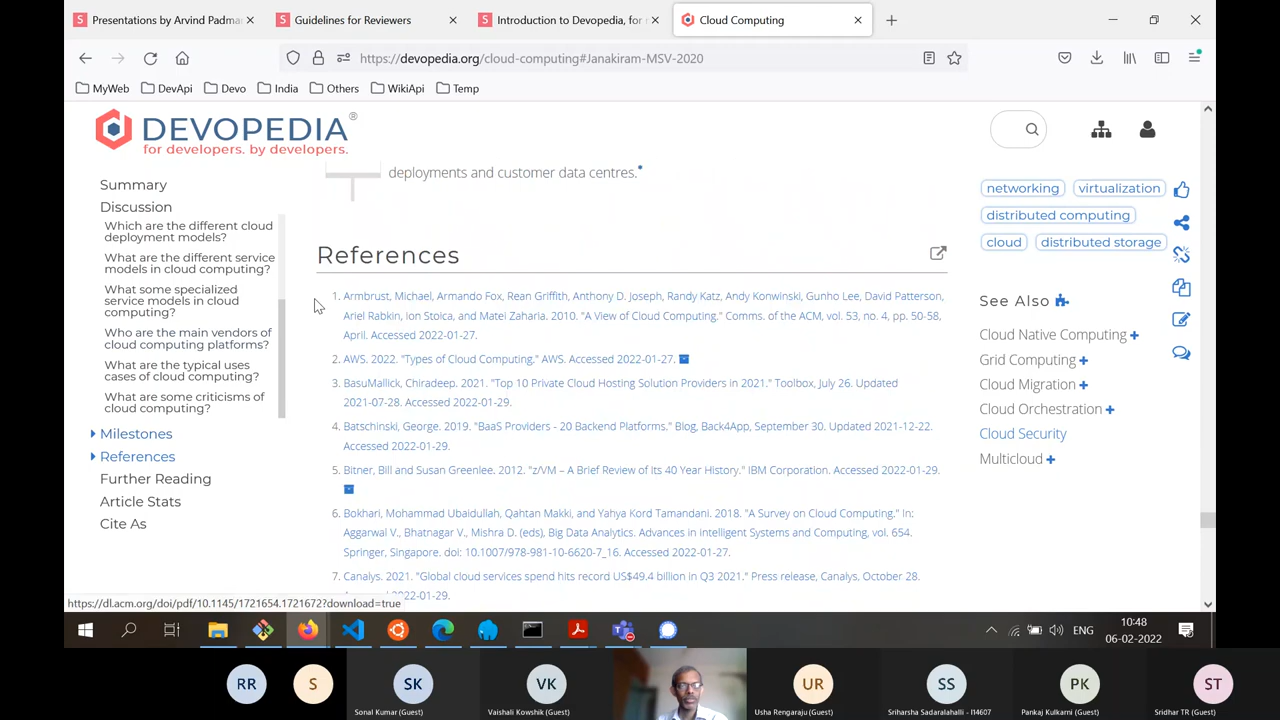 Presentations by Arvind Padma
Guidelines for Reviewers
Introduction to Devopedia, for
Cloud Computing
https://devopedia.org/cloud-computing#Janakiram-MSV-2020
MyWeb
DevApi
Devo
India
Others
WikiApi
Temp
DEVOPEDIA®
for developers. by developers.
Summary
Discussion
Which are the different cloud
deployment models?
What are the different service
models in cloud computing?
What some specialized
service models in cloud
computing?
Who are the main vendors of
cloud computing platforms?
What are the typical uses
cases of cloud computing?
What are some criticisms of
cloud computing?
Milestones
References
Further Reading
Article Stats
Cite As
deployments and customer data centres.
References
1. Armbrust, Michael, Armando Fox, Rean Griffith, Anthony D. Joseph, Randy Katz, Andy Konwinski, Gunho Lee, David Patterson,
Ariel Rabkin, Ion Stoica, and Matei Zaharia. 2010. "A View of Cloud Computing." Comms. of the ACM, vol. 53, no. 4, pp. 50-58,
April. Accessed 2022-01-27.
2. AWS. 2022. "Types of Cloud Computing." AWS. Accessed 2022-01-27.
3. BasuMallick, Chiradeep. 2021. "Top 10 Private Cloud Hosting Solution Providers in 2021." Toolbox, July 26. Updated
2021-07-28. Accessed 2022-01-29.
4. Batschinski, George. 2019. "BaaS Providers - 20 Backend Platforms." Blog, Back4App, September 30. Updated 2021-12-22.
Accessed 2022-01-29.
5. Bitner, Bill and Susan Greenlee. 2012. "z/VM – A Brief Review of Its 40 Year History." IBM Corporation. Accessed 2022-01-29.
6. Bokhari, Mohammad Ubaidullah, Qahtan Makki, and Yahya Kord Tamandani. 2018. "A Survey on Cloud Computing." In:
Aggarwal V., Bhatnagar V., Mishra D. (eds), Big Data Analytics. Advances in Intelligent Systems and Computing, vol. 654.
Springer, Singapore. doi: 10.1007/978-981-10-6620-7_16. Accessed 2022-01-27.
7. Canalys. 2021. "Global cloud services spend hits record US$49.4 billion in Q3 2021." Press release, Canalys, October 28.
2022-01-29.
networking
virtualization
distributed computing
cloud
distributed storage
See Also
Cloud Native Computing +
Grid Computing +
Cloud Migration +
Cloud Orchestration +
Cloud Security
Multicloud +
https://dl.acm.org/doi/pdf/10.1145/1721654.1721672?download=true
ENG
10:48
06-02-2022
RR
S
SK
Sonal Kumar (Guest)
VK
Vaishali Kowshik (Guest)
UR
Usha Rengaraju (Guest)
SS
Sriharsha Sadaralahalli - I14607
PK
Pankaj Kulkarni (Guest)
ST
Sridhar TR (Guest)